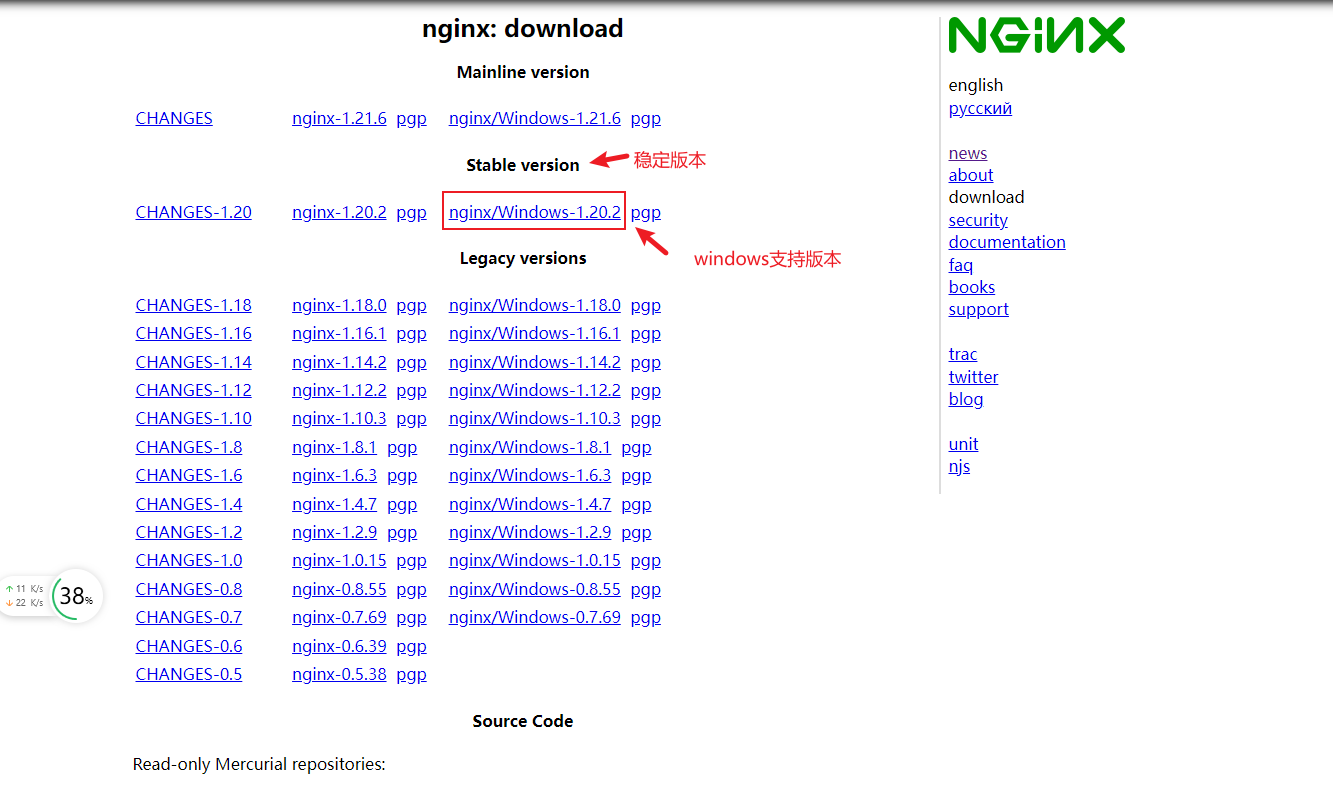 nginx: download
Mainline version
CHANGES nginx-1.21.6 pgp nginx/Windows-1.21.6 pgp
Stable version 稳定版本
CHANGES-1.20 nginx-1.20.2 pgp nginx/Windows-1.20.2 pgp
windows支持版本
Legacy versions
CHANGES-1.18 nginx-1.18.0 pgp nginx/Windows-1.18.0 pgp
CHANGES-1.16 nginx-1.16.1 pgp nginx/Windows-1.16.1 pgp
CHANGES-1.14 nginx-1.14.2 pgp nginx/Windows-1.14.2 pgp
CHANGES-1.12 nginx-1.12.2 pgp nginx/Windows-1.12.2 pgp
CHANGES-1.10 nginx-1.10.3 pgp nginx/Windows-1.10.3 pgp
CHANGES-1.8 nginx-1.8.1 pgp nginx/Windows-1.8.1 pgp
CHANGES-1.6 nginx-1.6.3 pgp nginx/Windows-1.6.3 pgp
CHANGES-1.4 nginx-1.4.7 pgp nginx/Windows-1.4.7 pgp
CHANGES-1.2 nginx-1.2.9 pgp nginx/Windows-1.2.9 pgp
CHANGES-1.0 nginx-1.0.15 pgp nginx/Windows-1.0.15 pgp
CHANGES-0.8 nginx-0.8.55 pgp nginx/Windows-0.8.55 pgp
CHANGES-0.7 nginx-0.7.69 pgp nginx/Windows-0.7.69 pgp
CHANGES-0.6 nginx-0.6.39 pgp
CHANGES-0.5 nginx-0.5.38 pgp
Source Code
Read-only Mercurial repositories:
NGiNX
english
русский
news
about
download
security
documentation
faq
books
support
trac
twitter
blog
unit
njs
↑ 11 K/s
↓ 22 K/s
38%